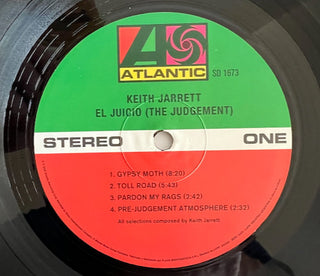 ATLANTIC SD 1673
KEITH JARRETT
EL JUICIO (THE JUDGEMENT)
STEREO ONE
1. GYPSY MOTH (8:20)
2. TOLL ROAD (5:43)
3. PARDON MY RAGS (2:42)
4. PRE-JUDGEMENT ATMOSPHERE (2:32)
All selections composed by Keith Jarrett.